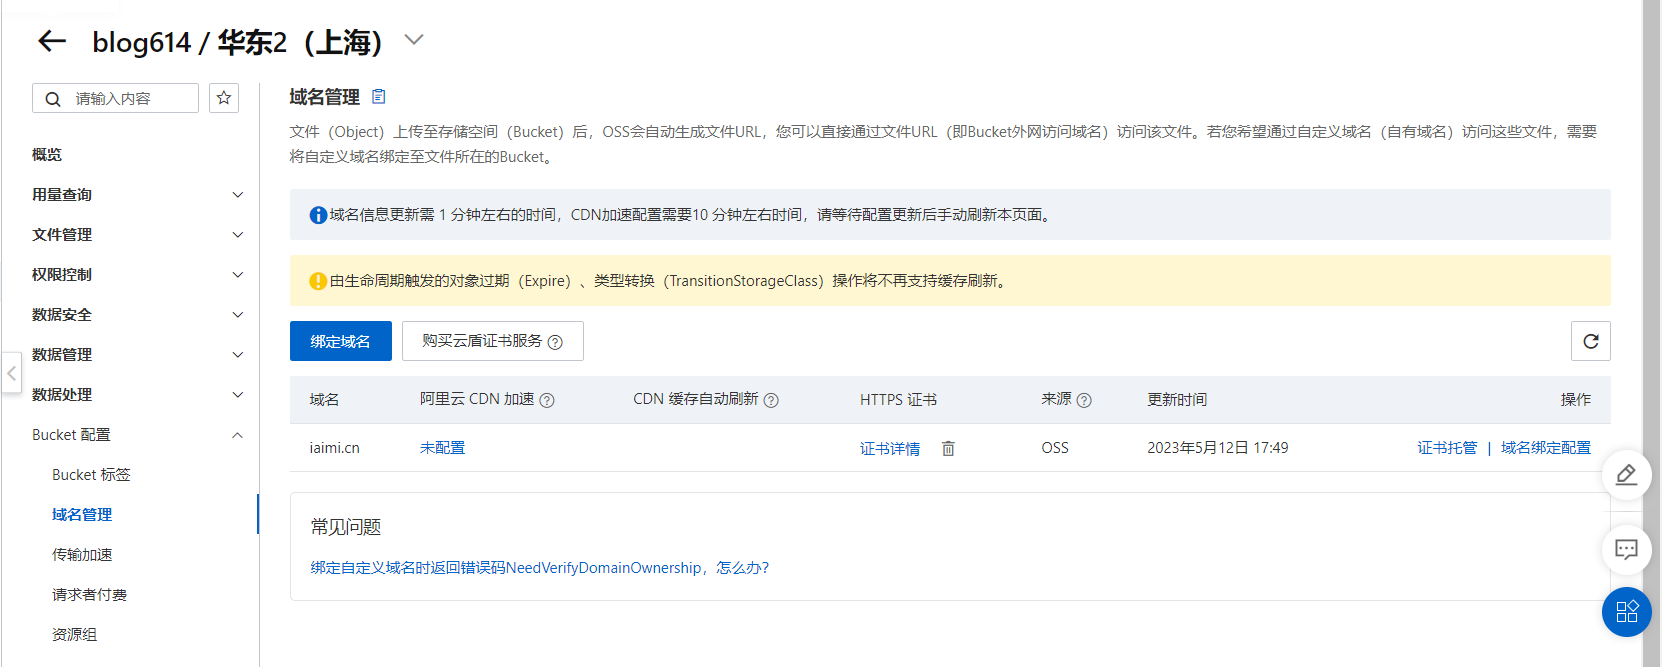 blog614 / 华东2（上海）
请输入内容
概览
用量查询
文件管理
权限控制
数据安全
数据管理
数据处理
Bucket 配置
Bucket 标签
域名管理
传输加速
请求者付费
资源组
域名管理
文件（Object）上传至存储空间（Bucket）后，OSS会自动生成文件URL，您可以直接通过文件URL（即Bucket外网访问域名）访问该文件。若您希望通过自定义域名（自有域名）访问这些文件，需要
将自定义域名绑定至文件所在的Bucket。
域名信息更新需 1 分钟左右的时间，CDN加速配置需要10 分钟左右时间，请等待配置更新后手动刷新本页面。
由生命周期触发的对象过期（Expire）、类型转换（TransitionStorageClass）操作将不再支持缓存刷新。
绑定域名 购买云盾证书服务
域名 阿里云 CDN 加速 CDN 缓存自动刷新 HTTPS 证书 来源 更新时间 操作
iaimi.cn 未配置 证书详情 OSS 2023年5月12日 17:49 证书托管 | 域名绑定配置
常见问题
绑定自定义域名时返回错误码NeedVerifyDomainOwnership，怎么办?